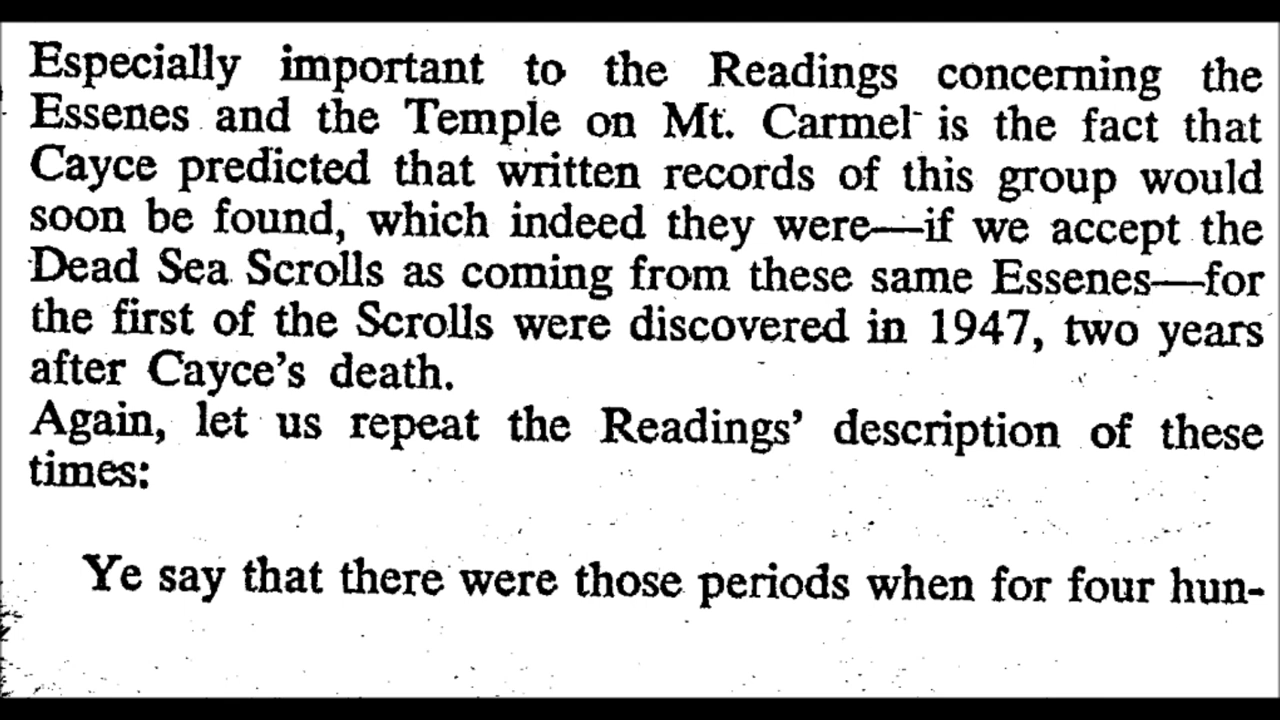 Especially important to the Readings concerning the
Essenes and the Temple on Mt. Carmel is the fact that
Cayce predicted that written records of this group would
soon be found, which indeed they were—if we accept the
Dead Sea Scrolls as coming from these same Essenes—for
the first of the Scrolls were discovered in 1947, two years
after Cayce's death.
Again, let us repeat the Readings' description of these
times:
Ye say that there were those periods when for four hun-